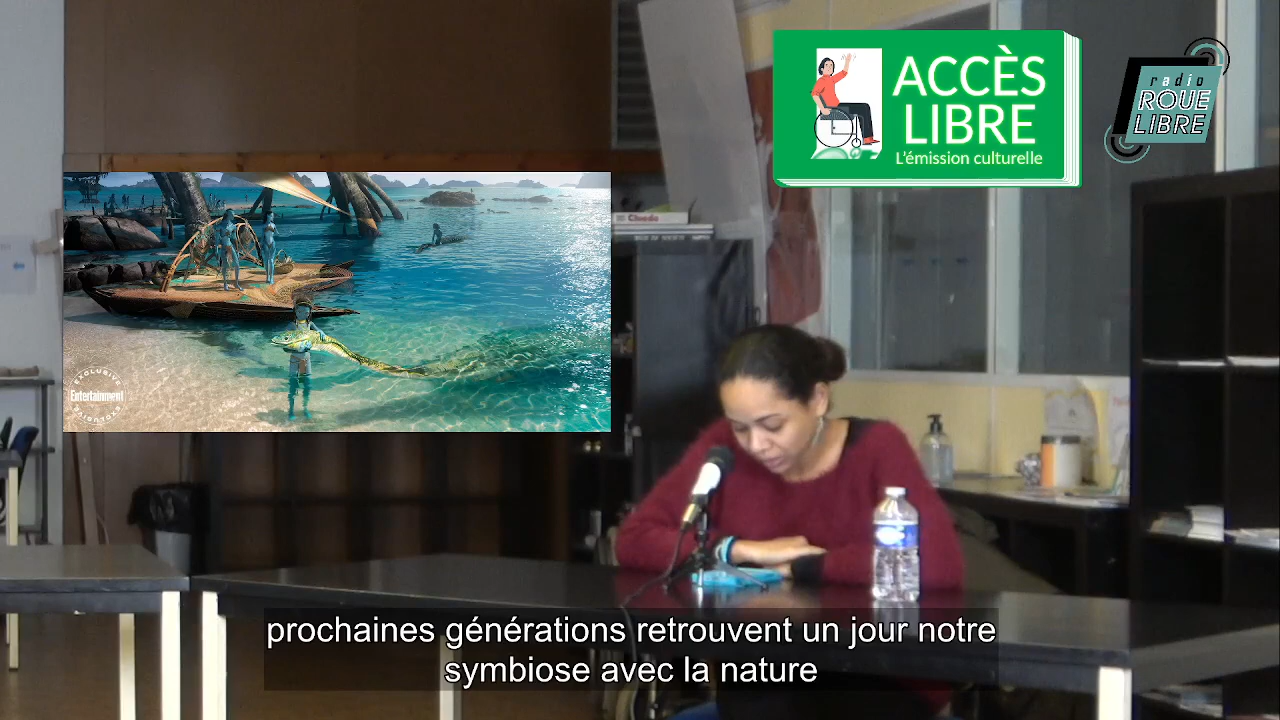 ACCÈS
LIBRE
L'émission culturelle
radio
ROUE
LIBRE
EXCLUSIVE
Entertainment
EXCLUSIVE
prochaines générations retrouvent un jour notre
symbiose avec la nature